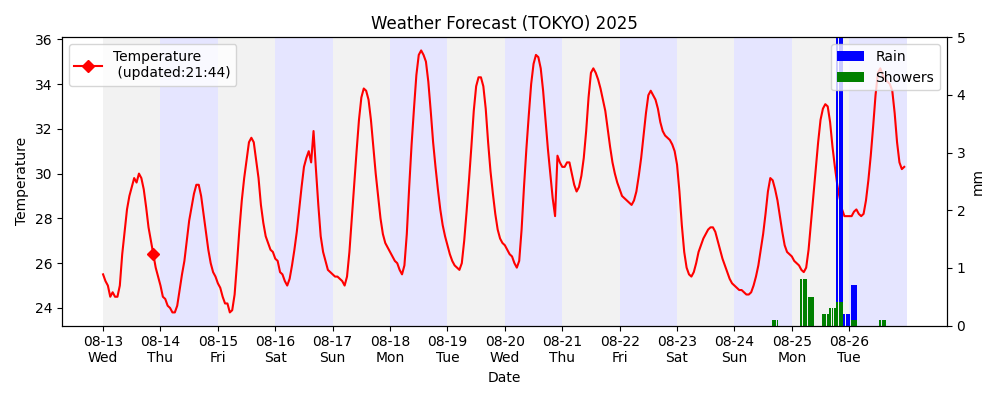 Weather Forecast (TOKYO) 2025
Temperature
(updated:21:44)
Rain
Showers
Temperature
36
34
32
30
28
26
24
5
4
3
2
1
0
mm
08-13 08-14 08-15 08-16 08-17 08-18 08-19 08-20 08-21 08-22 08-23 08-24 08-25 08-26
Wed Thu Fri Sat Sun Mon Tue Wed Thu Fri Sat Sun Mon Tue
Date